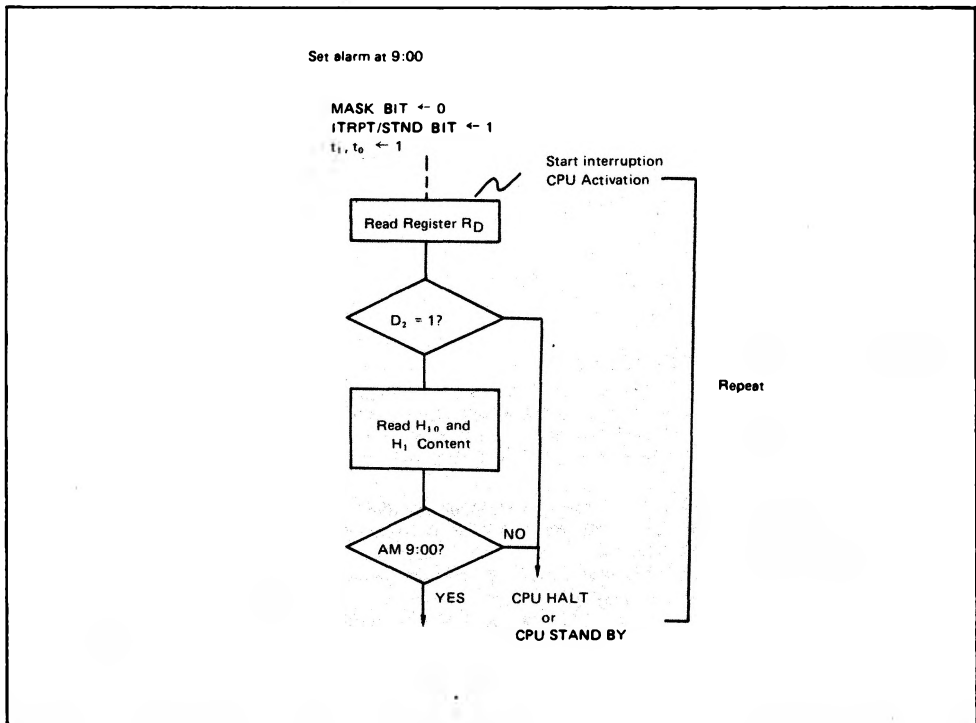 Set alarm at 9:00
MASK BIT ← 0
ITRPT/STND BIT ← 1
t₁, t₀ ← 1
Start interruption
CPU Activation
Read Register R_D
D₂ = 1?
Repeat
Read H₁₀ and
H₁ Content
NO
AM 9:00?
YES
CPU HALT
or
CPU STAND BY